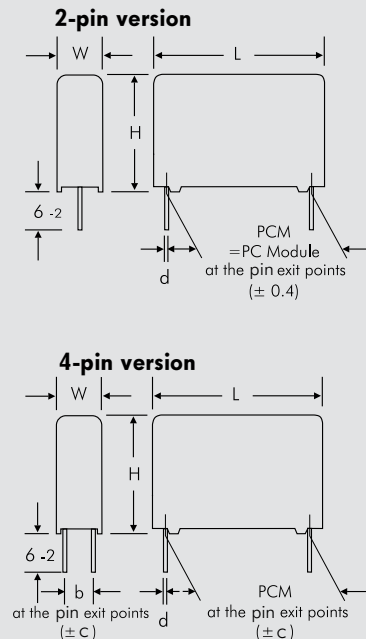 2-pin version
W
L
H
6 -2
d
PCM
=PC Module
at the pin exit points
(± 0.4)
4-pin version
W
L
H
6 -2
b
at the pin exit points
(±c)
d
PCM
at the pin exit points
(±c)